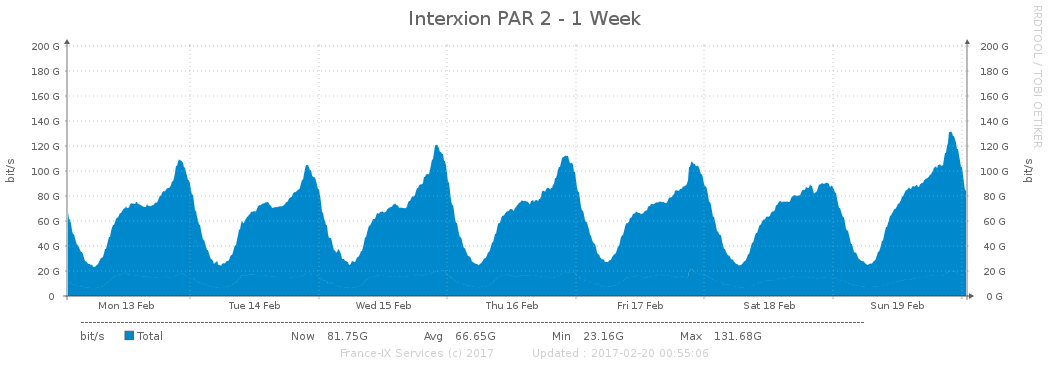 Interxion PAR 2 - 1 Week
RRDTOOL / TOBI OETIKER
200 G 200 G
180 G 180 G
160 G 160 G
140 G 140 G
120 G 120 G
100 G 100 G
80 G 80 G
60 G 60 G
40 G 40 G
20 G 20 G
0 0 G
bit/s bit/s
Mon 13 Feb Tue 14 Feb Wed 15 Feb Thu 16 Feb Fri 17 Feb Sat 18 Feb Sun 19 Feb
bit/s Total Now 81.75G Avg 66.65G Min 23.16G Max 131.68G
France-IX Services (c) 2017 Updated : 2017-02-20 00:55:06